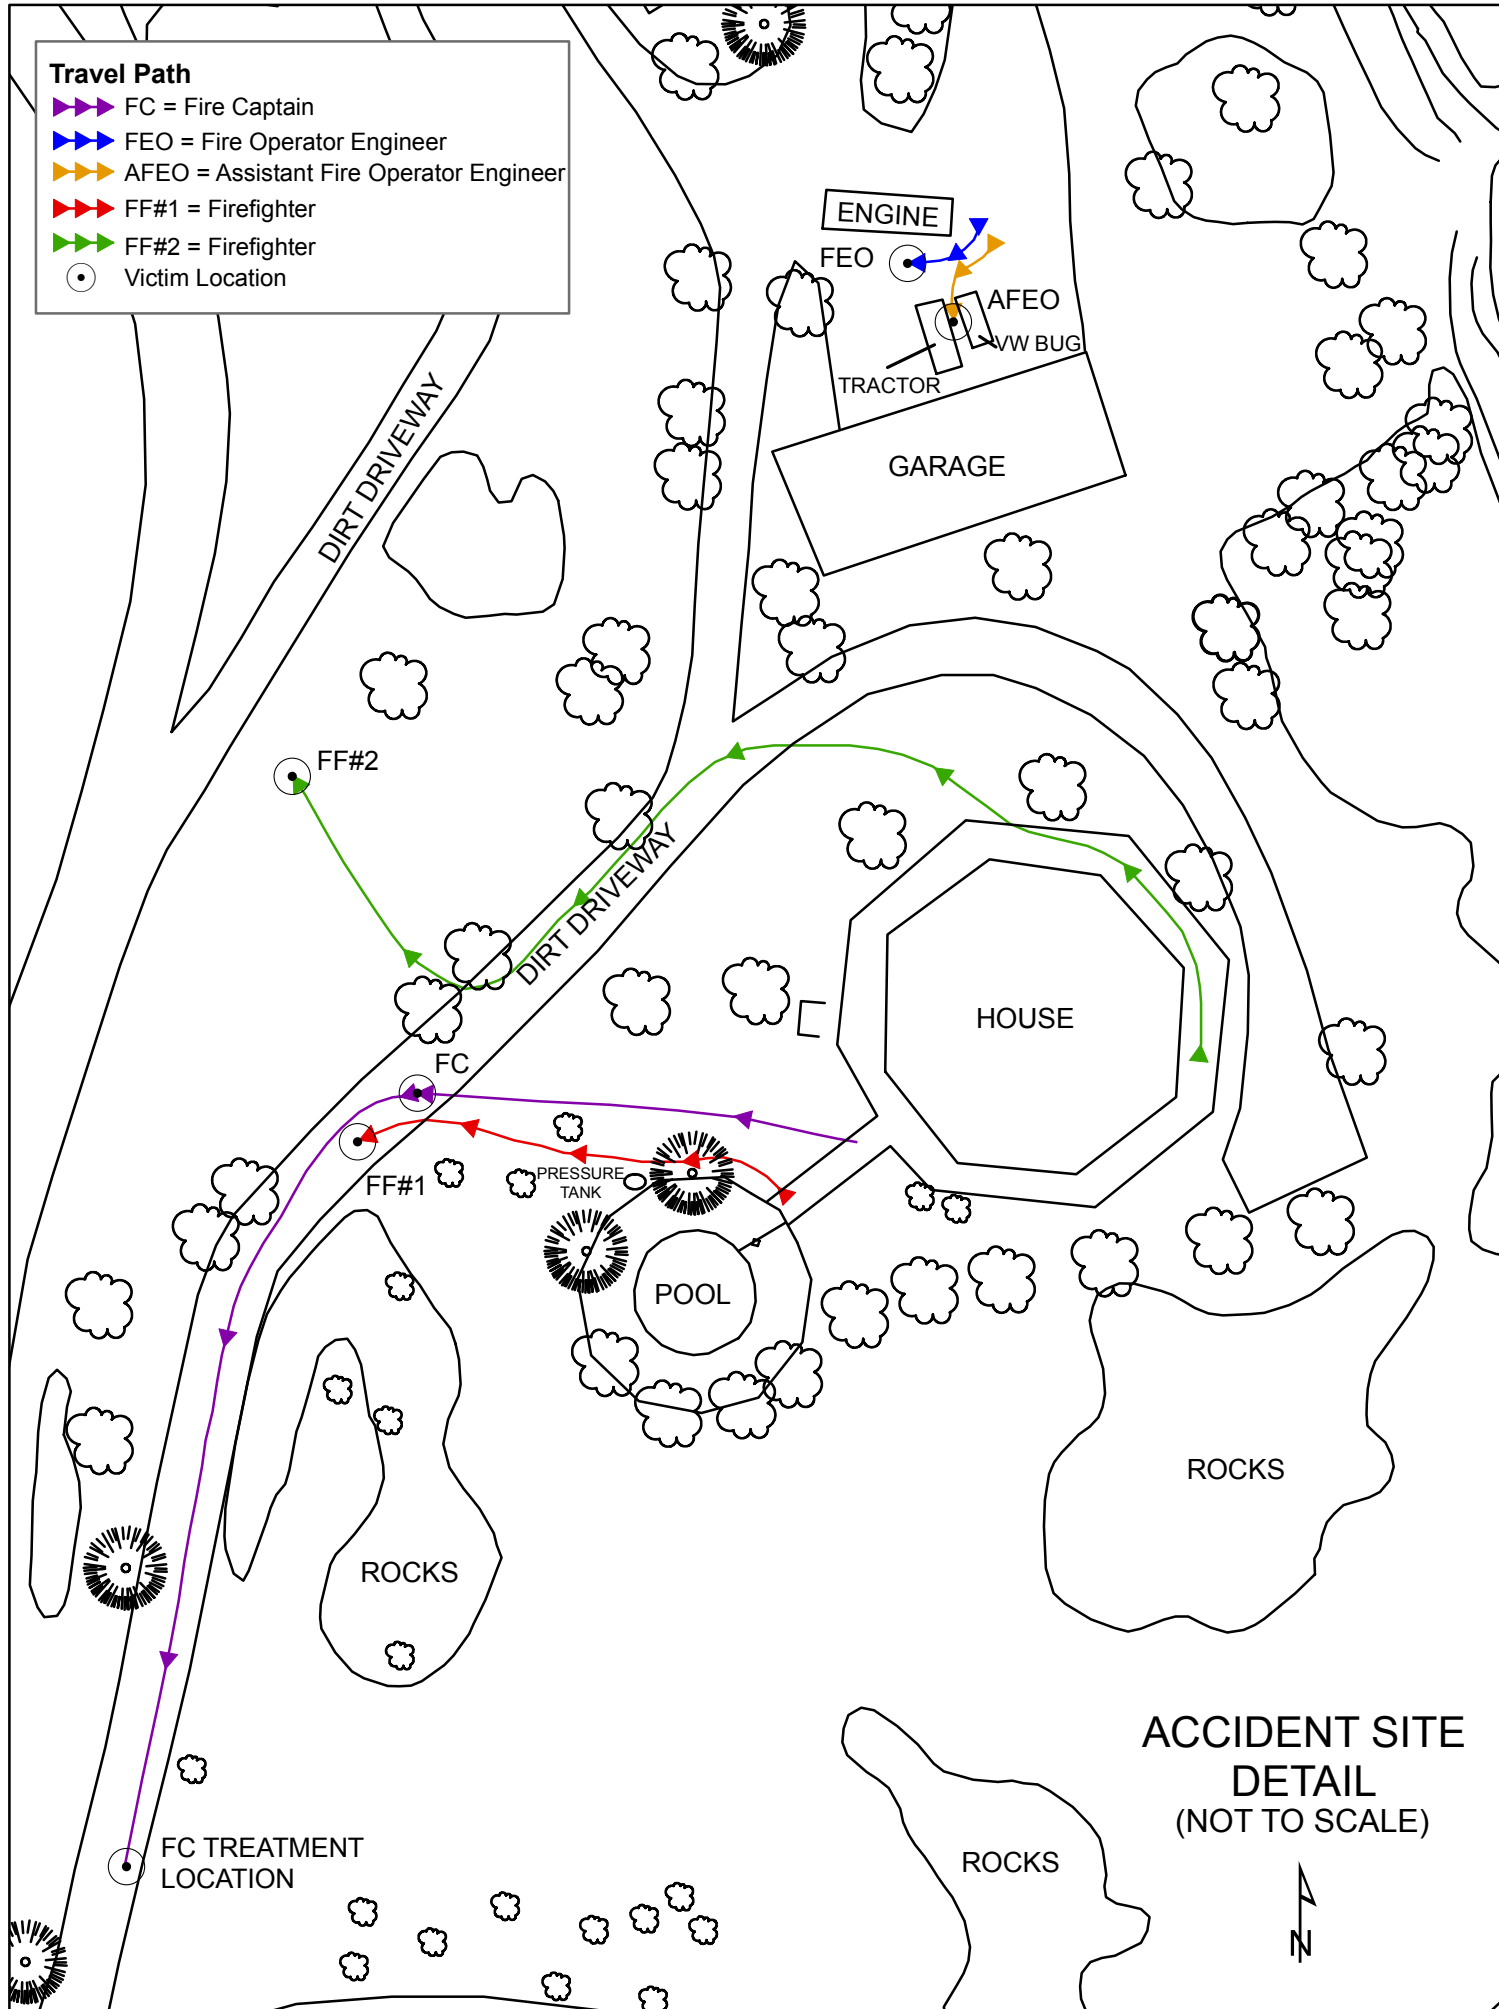 Travel Path
FC = Fire Captain
FEO = Fire Operator Engineer
AFEO = Assistant Fire Operator Engineer
FF#1 = Firefighter
FF#2 = Firefighter
Victim Location
ENGINE
FEO
AFEO
VW BUG
TRACTOR
GARAGE
DIRT DRIVEWAY
FF#2
DIRT DRIVEWAY
HOUSE
FC
FF#1
PRESSURE
TANK
POOL
ROCKS
ROCKS
ACCIDENT SITE
DETAIL
(NOT TO SCALE)
FC TREATMENT
LOCATION
ROCKS
N